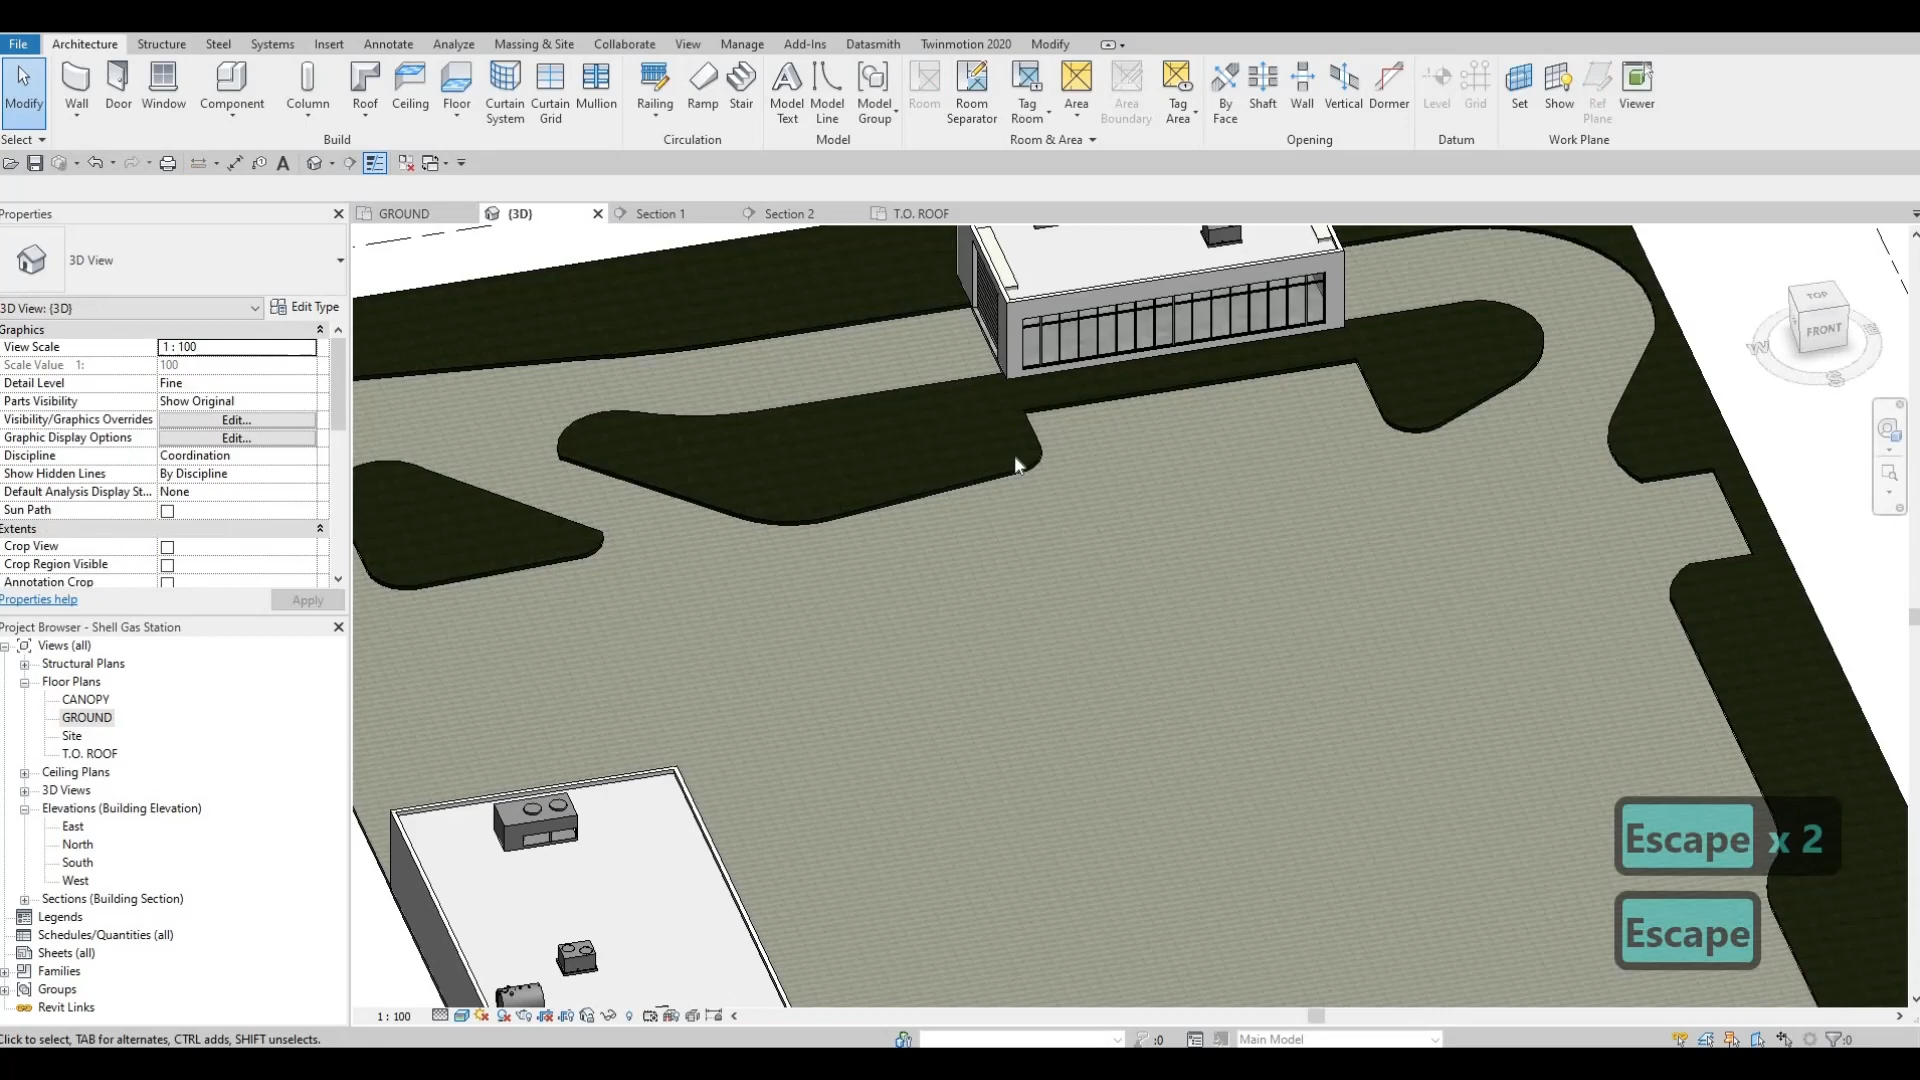 File Architecture Structure Steel Systems Insert Annotate Analyze Massing & Site Collaborate View Manage Add-Ins Datasmith Twinmotion 2020 Modify
Modify Wall Door Window Component Column Roof Ceiling Floor Curtain System Curtain Grid Mullion Railing Ramp Stair Model Text Model Line Model Group Room Room Separator Tag Room Area Area Boundary Tag Area By Face Shaft Wall Vertical Dormer Level Grid Set Show Ref Plane Viewer
Select Build Circulation Model Room & Area Opening Datum Work Plane
Properties
GROUND {3D} Section 1 Section 2 T.O. ROOF
3D View
3D View: {3D} Edit Type
Graphics
View Scale 1 : 100
Scale Value 1: 100
Detail Level Fine
Parts Visibility Show Original
Visibility/Graphics Overrides Edit...
Graphic Display Options Edit...
Discipline Coordination
Show Hidden Lines By Discipline
Default Analysis Display St... None
Sun Path
Extents
Crop View
Crop Region Visible
Annotation Crop
Properties help Apply
Project Browser - Shell Gas Station
Views (all)
Structural Plans
Floor Plans
CANOPY
GROUND
Site
T.O. ROOF
Ceiling Plans
3D Views
Elevations (Building Elevation)
East
North
South
West
Sections (Building Section)
Legends
Schedules/Quantities (all)
Sheets (all)
Families
Groups
Revit Links
TOP
FRONT
W
S
Escape x 2
Escape
1 : 100
Click to select, TAB for alternates, CTRL adds, SHIFT unselects.
:0
Main Model
:0